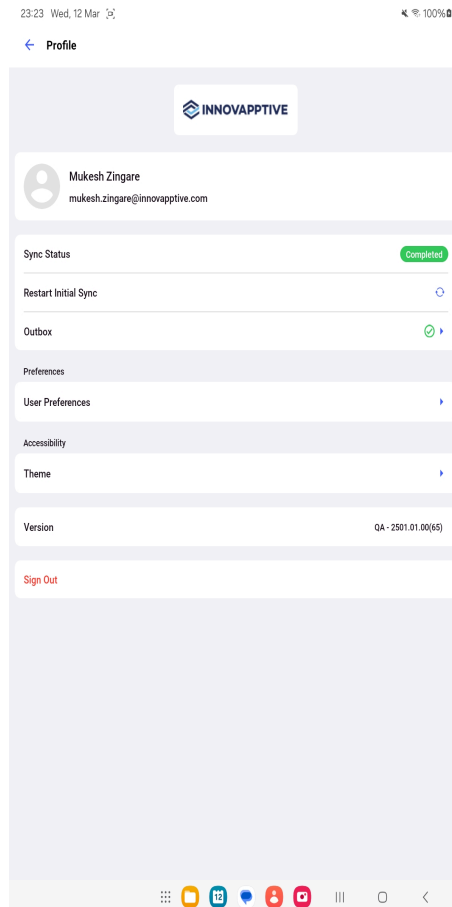 23:23 Wed, 12 Mar
100%
Profile
INNOVAPPTIVE
Mukesh Zingare
mukesh.zingare@innovapptive.com
Sync Status
Completed
Restart Initial Sync
Outbox
Preferences
User Preferences
Accessibility
Theme
Version
QA - 2501.01.00(65)
Sign Out
12